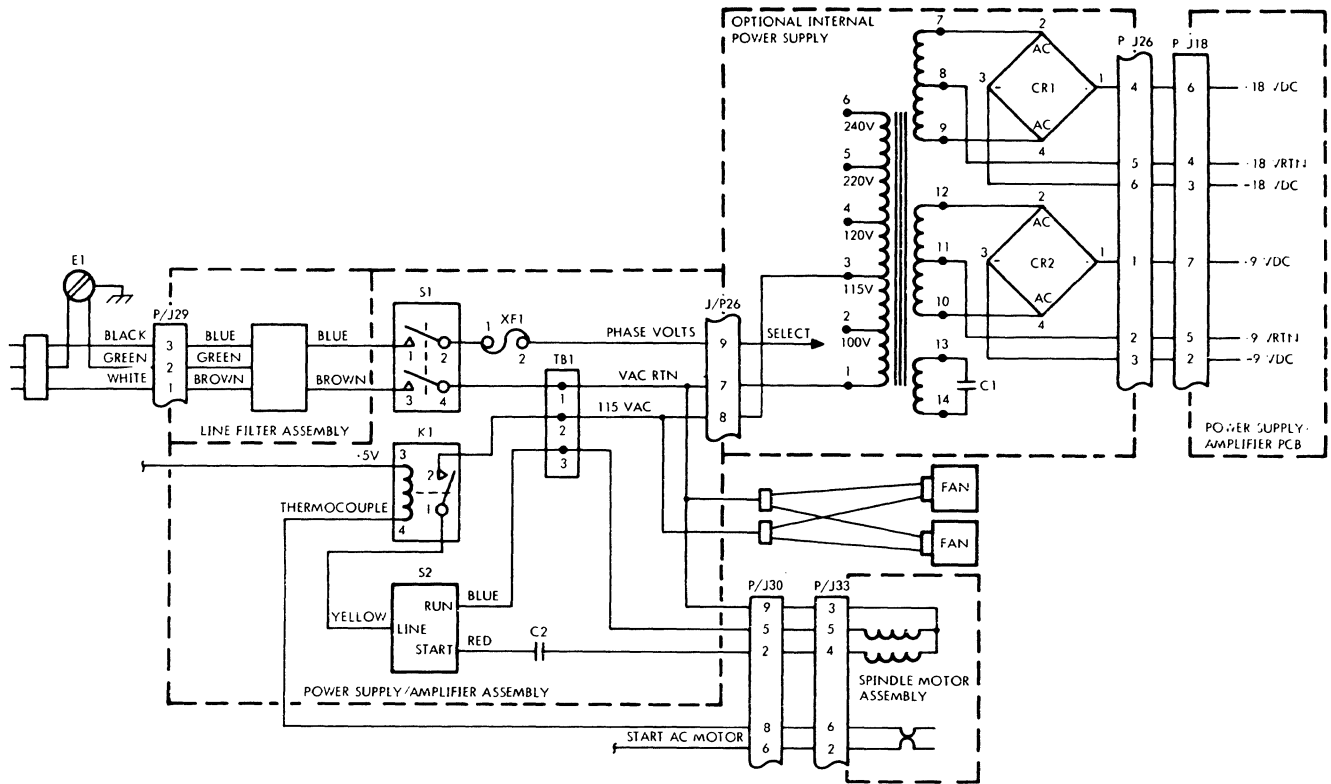 OPTIONAL INTERNAL
POWER SUPPLY
7
8
9
2
AC
3
-
CR1
1
AC
4
P J26
P J18
4
6
·18 VDC
5
4
6
3
-18 VDC
6
240V
5
220V
4
120V
3
115V
2
100V
1
12
11
10
2
AC
3
-
CR2
1
AC
4
1
7
2
5
3
2
-9 VDC
13
14
C1
POWER SUPPLY·
AMPLIFIER PCB
E1
P/J29
BLACK
3
BLUE
GREEN
2
GREEN
WHITE
1
BROWN
BLUE
BROWN
LINE FILTER ASSEMBLY
S1
1
2
3
4
1
XF1
2
PHASE VOLTS
J/P26
9
SELECT
TB1
VAC RTN
7
1
115 VAC
8
2
3
·5V
K1
3
2
1
4
THERMOCOUPLE
S2
RUN
BLUE
YELLOW
LINE
START
RED
C2
POWER SUPPLY/AMPLIFIER ASSEMBLY
FAN
FAN
P/J30
P/J33
9
3
5
5
2
4
SPINDLE MOTOR
ASSEMBLY
8
6
START AC MOTOR
6
2